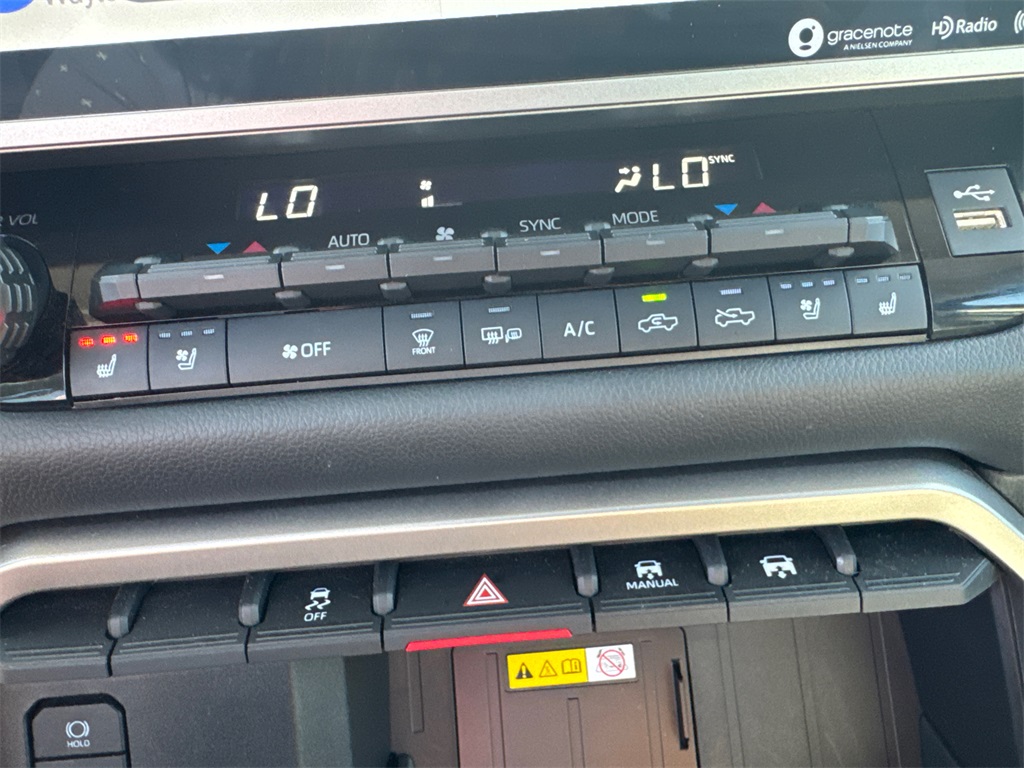 gracenote
A NIELSEN COMPANY
HD Radio
VOL
LO
LO SYNC
AUTO
SYNC
MODE
OFF
FRONT
A/C
OFF
MANUAL
HOLD